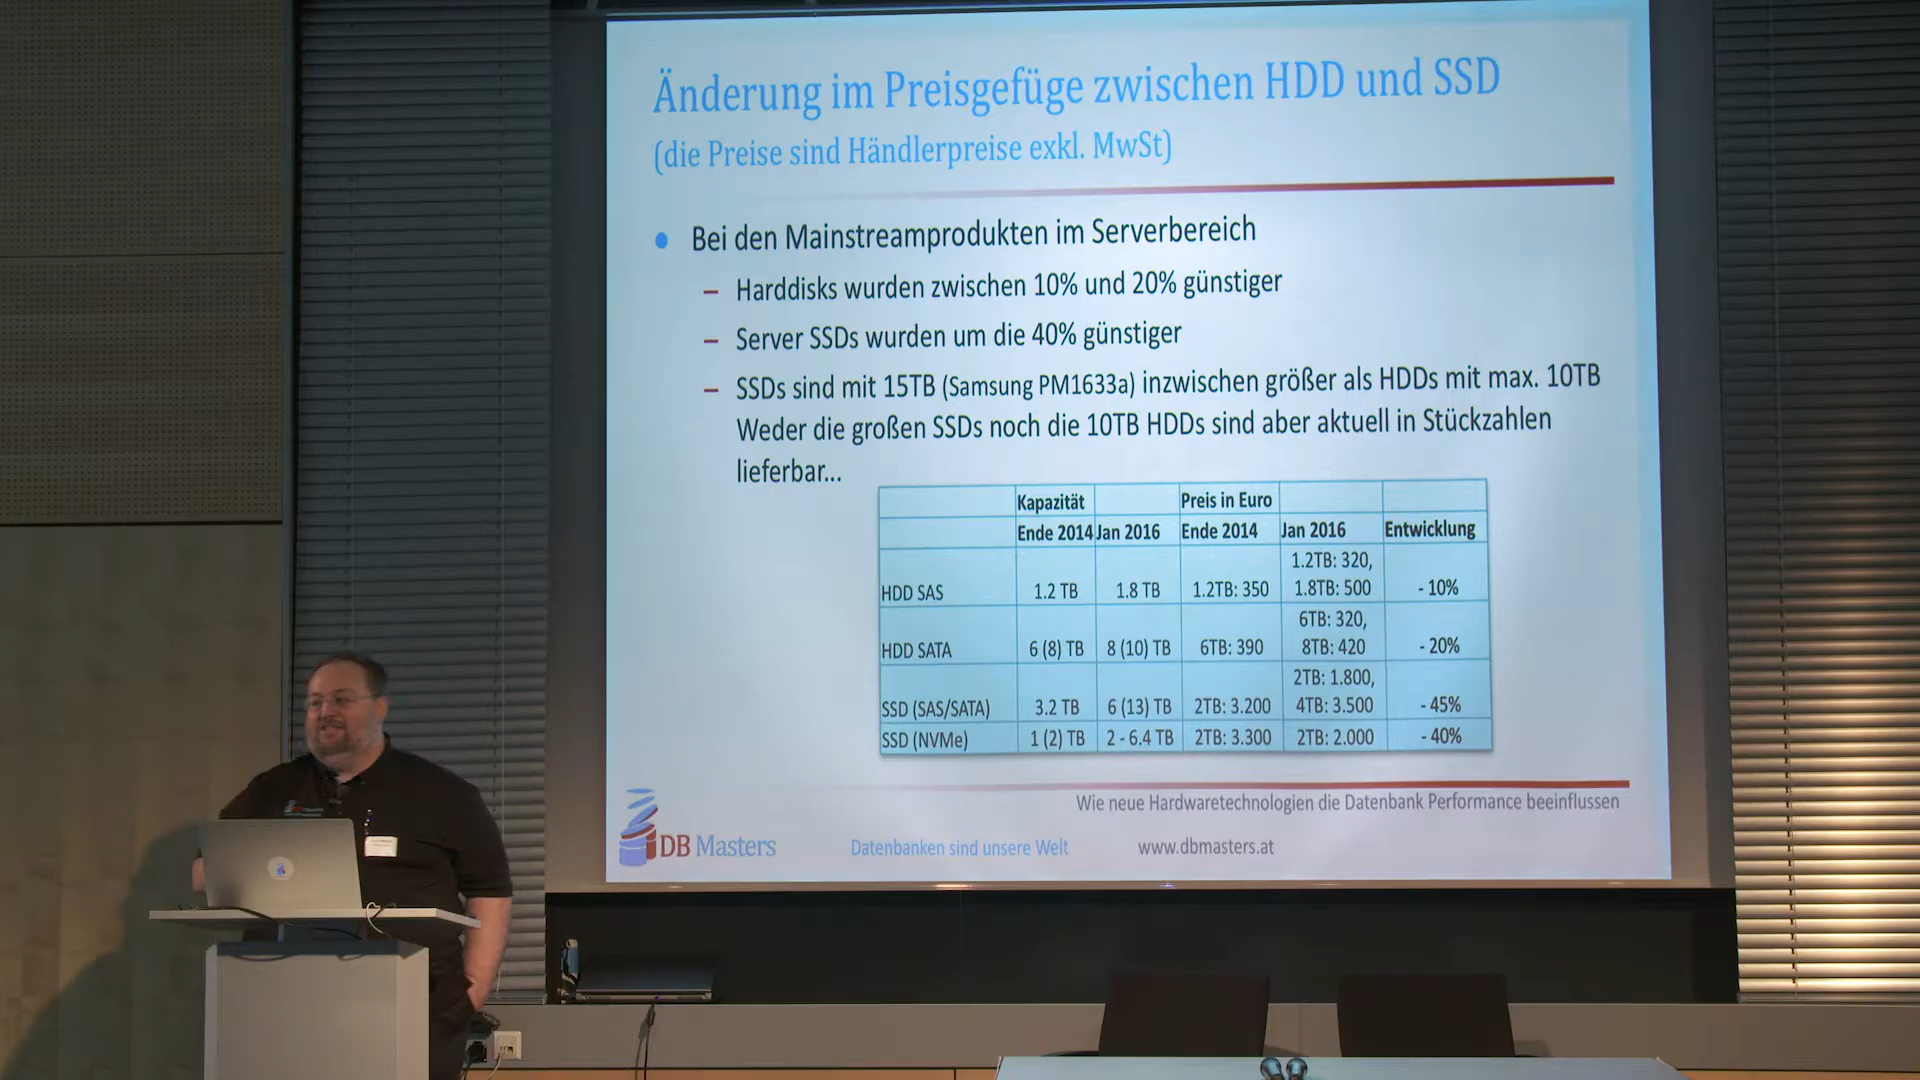 Änderung im Preisgefüge zwischen HDD und SSD
(die Preise sind Händlerpreise exkl. MwSt)
● Bei den Mainstreamprodukten im Serverbereich
– Harddisks wurden zwischen 10% und 20% günstiger
– Server SSDs wurden um die 40% günstiger
– SSDs sind mit 15TB (Samsung PM1633a) inzwischen größer als HDDs mit max. 10TB
Weder die großen SSDs noch die 10TB HDDs sind aber aktuell in Stückzahlen
lieferbar...
Kapazität Preis in Euro
Ende 2014 Jan 2016 Ende 2014 Jan 2016 Entwicklung
1.2TB: 320,
HDD SAS 1.2 TB 1.8 TB 1.2TB: 350 1.8TB: 500 - 10%
6TB: 320,
HDD SATA 6 (8) TB 8 (10) TB 6TB: 390 8TB: 420 - 20%
2TB: 1.800,
SSD (SAS/SATA) 3.2 TB 6 (13) TB 2TB: 3.200 4TB: 3.500 - 45%
SSD (NVMe) 1 (2) TB 2 - 6.4 TB 2TB: 3.300 2TB: 2.000 - 40%
Wie neue Hardwaretechnologien die Datenbank Performance beeinflussen
DB Masters Datenbanken sind unsere Welt www.dbmasters.at